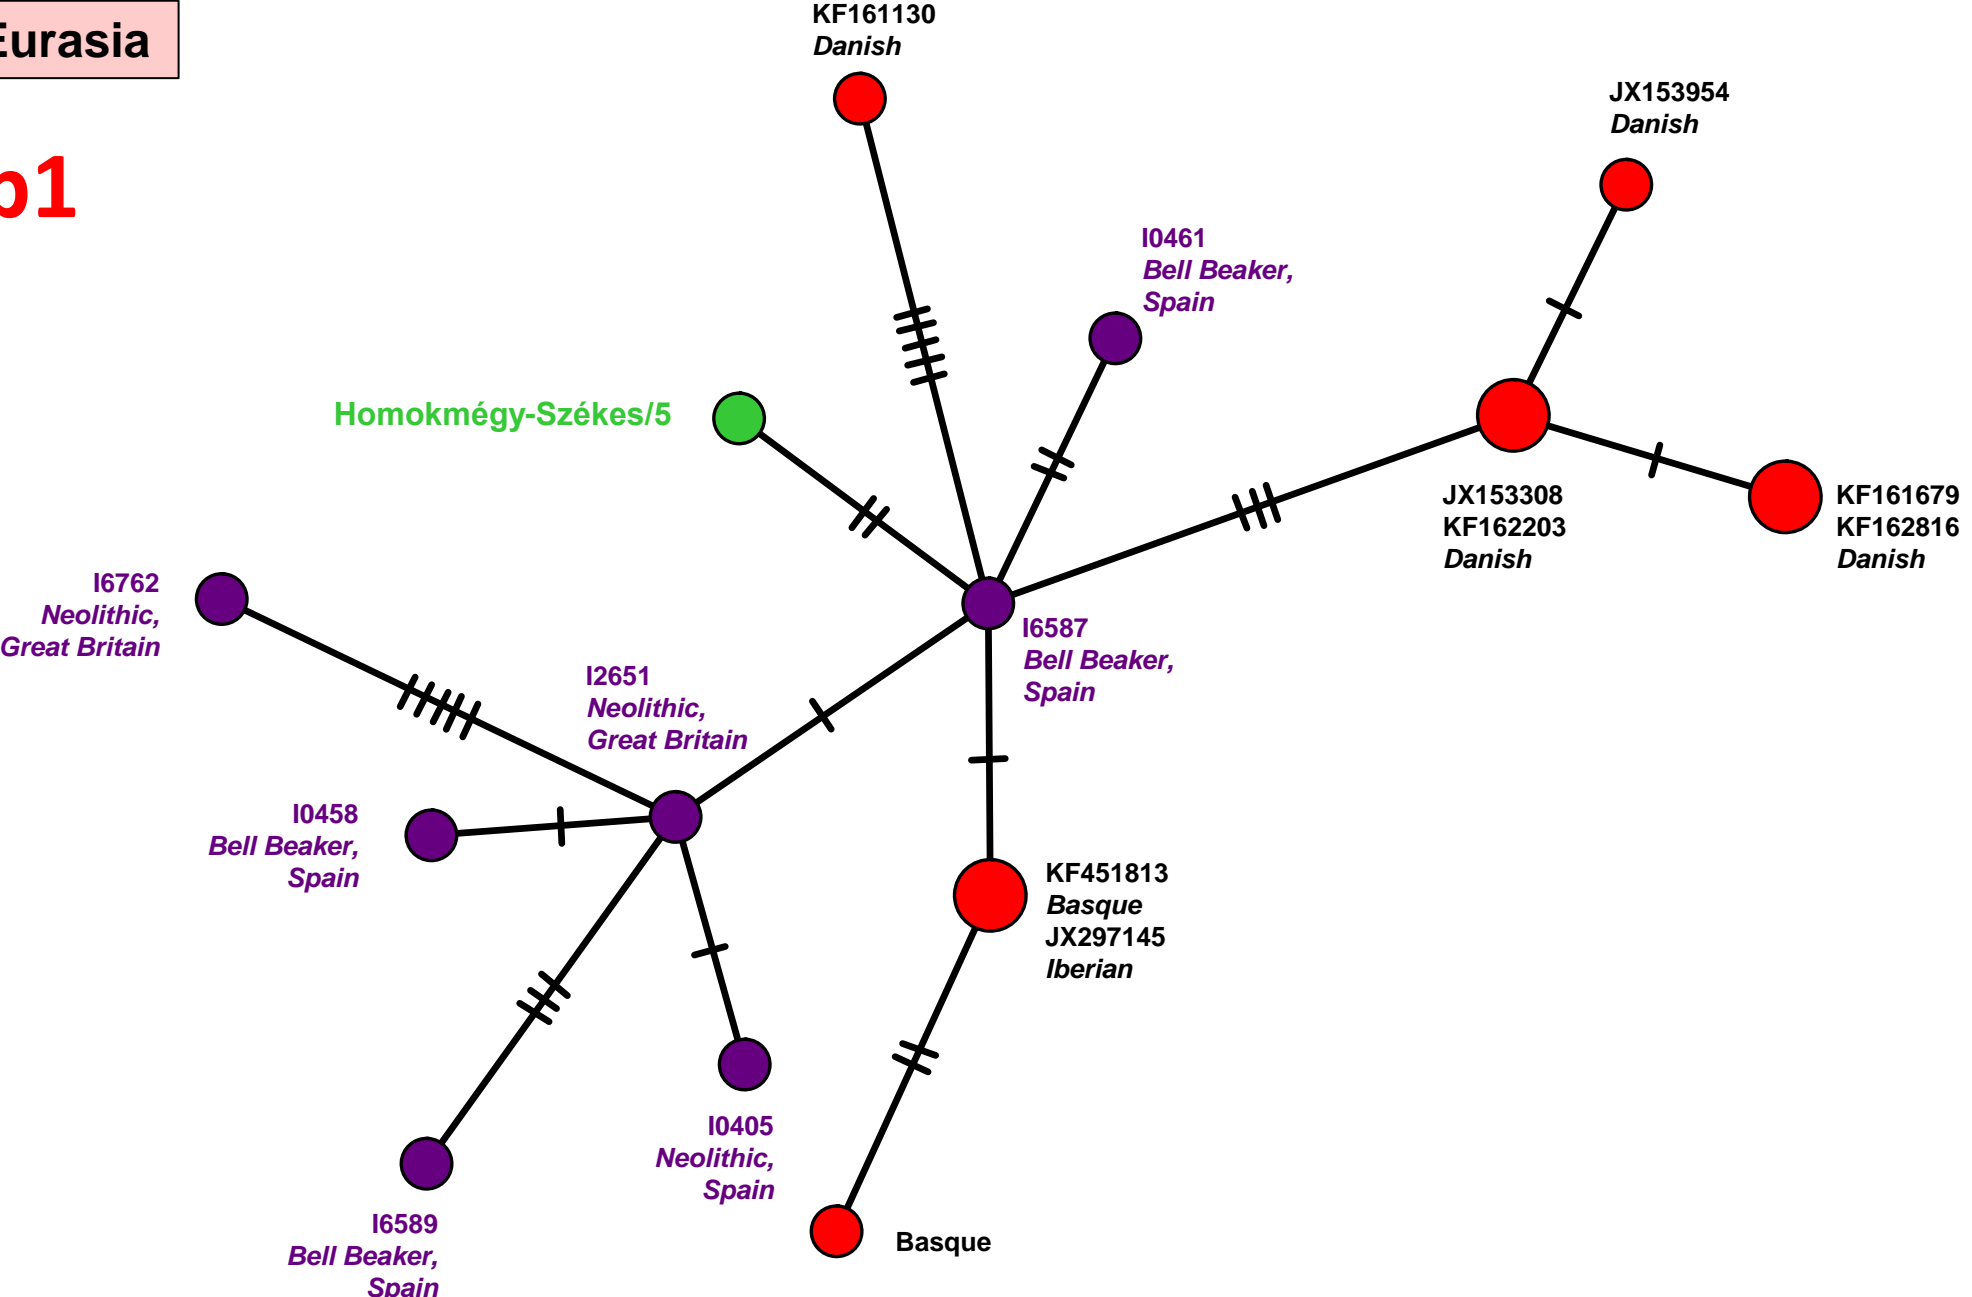 Eurasia
b1
KF161130
Danish
JX153954
Danish
I0461
Bell Beaker,
Spain
Homokmégy-Székes/5
JX153308
KF162203
Danish
KF161679
KF162816
Danish
I6762
Neolithic,
Great Britain
I6587
Bell Beaker,
Spain
I2651
Neolithic,
Great Britain
I0458
Bell Beaker,
Spain
KF451813
Basque
JX297145
Iberian
I0405
Neolithic,
Spain
I6589
Bell Beaker,
Spain
Basque